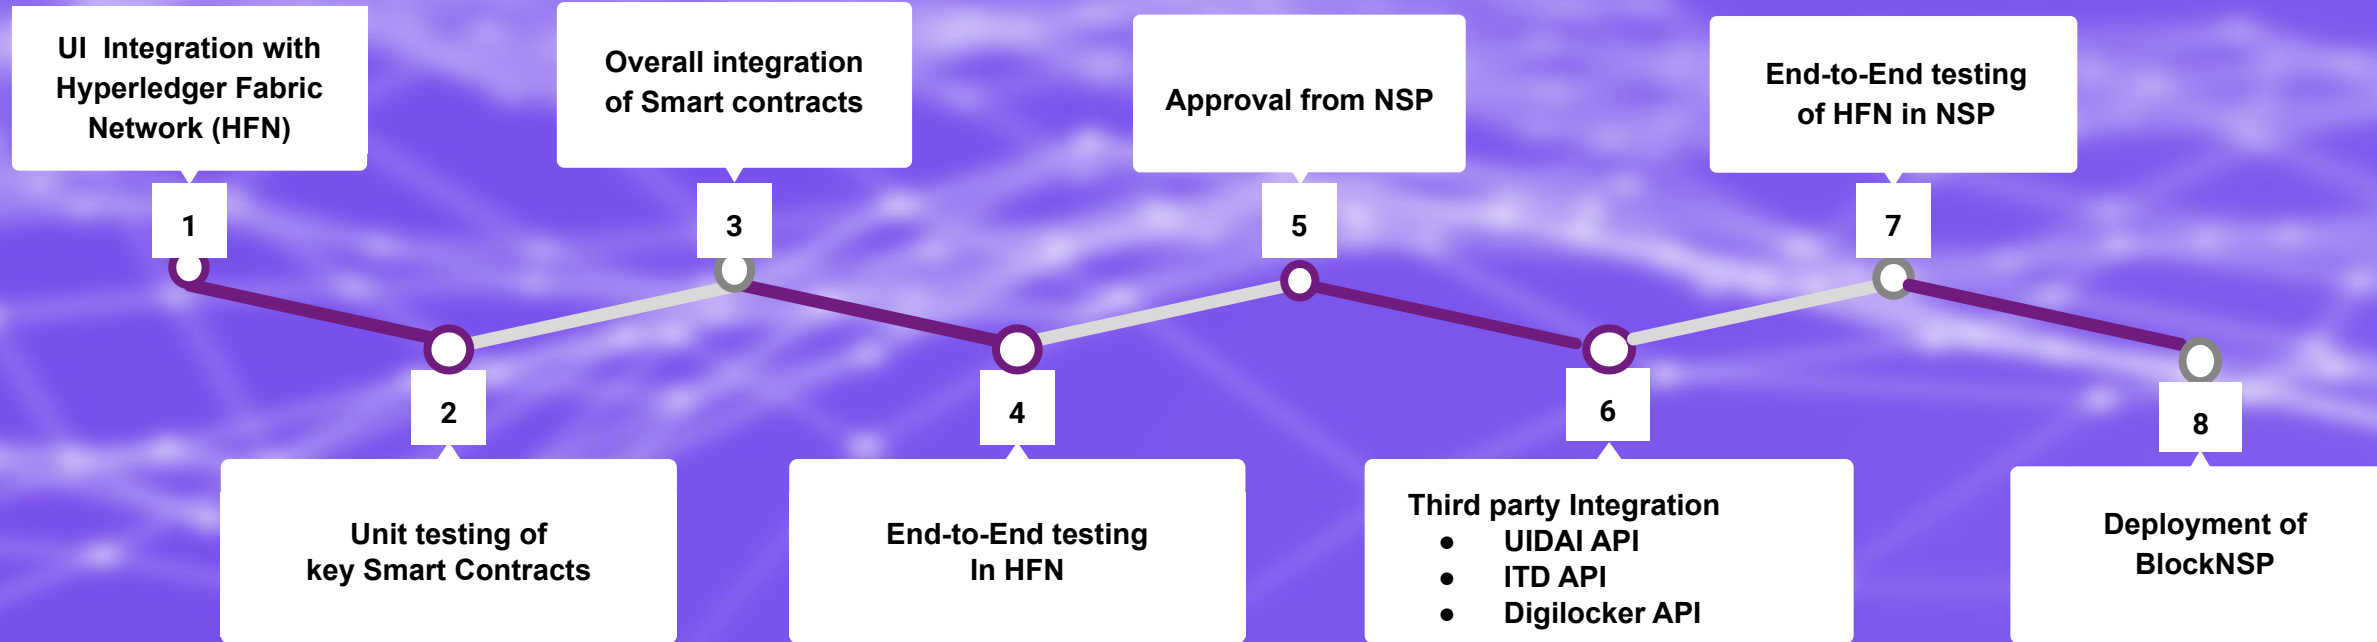 UI Integration with
Hyperledger Fabric
Network (HFN)
1
Unit testing of
key Smart Contracts
2
Overall integration
of Smart contracts
3
End-to-End testing
In HFN
4
Approval from NSP
5
Third party Integration
● UIDAI API
● ITD API
● Digilocker API
6
End-to-End testing
of HFN in NSP
7
Deployment of
BlockNSP
8